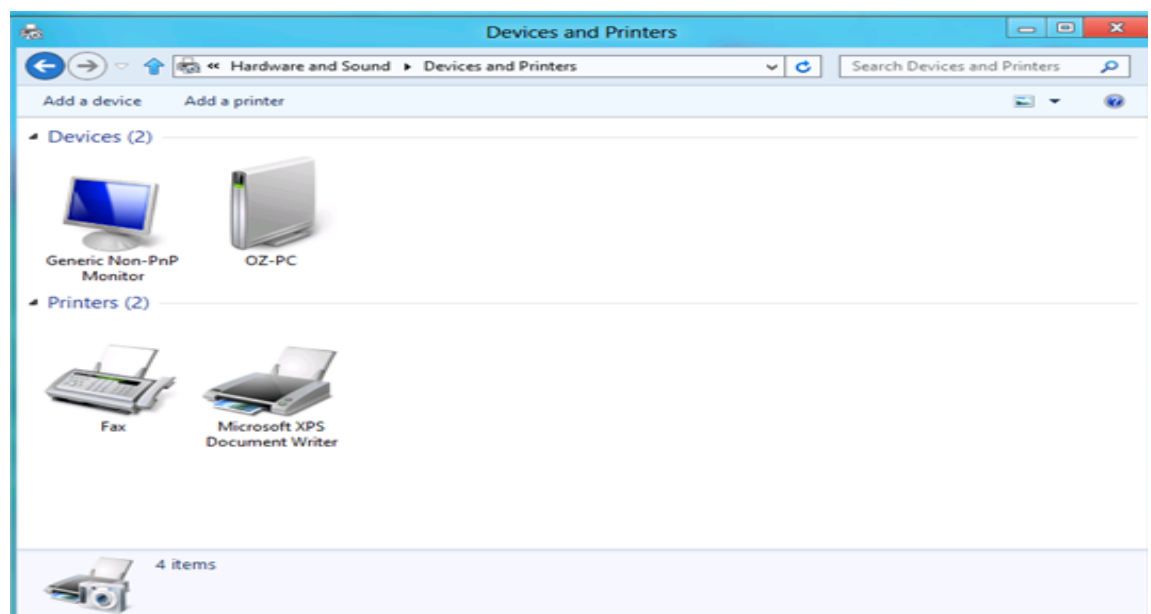 Devices and Printers
« Hardware and Sound ▸ Devices and Printers
Search Devices and Printers
Add a device
Add a printer
Devices (2)
Generic Non-PnP
Monitor
OZ-PC
Printers (2)
Fax
Microsoft XPS
Document Writer
4 items